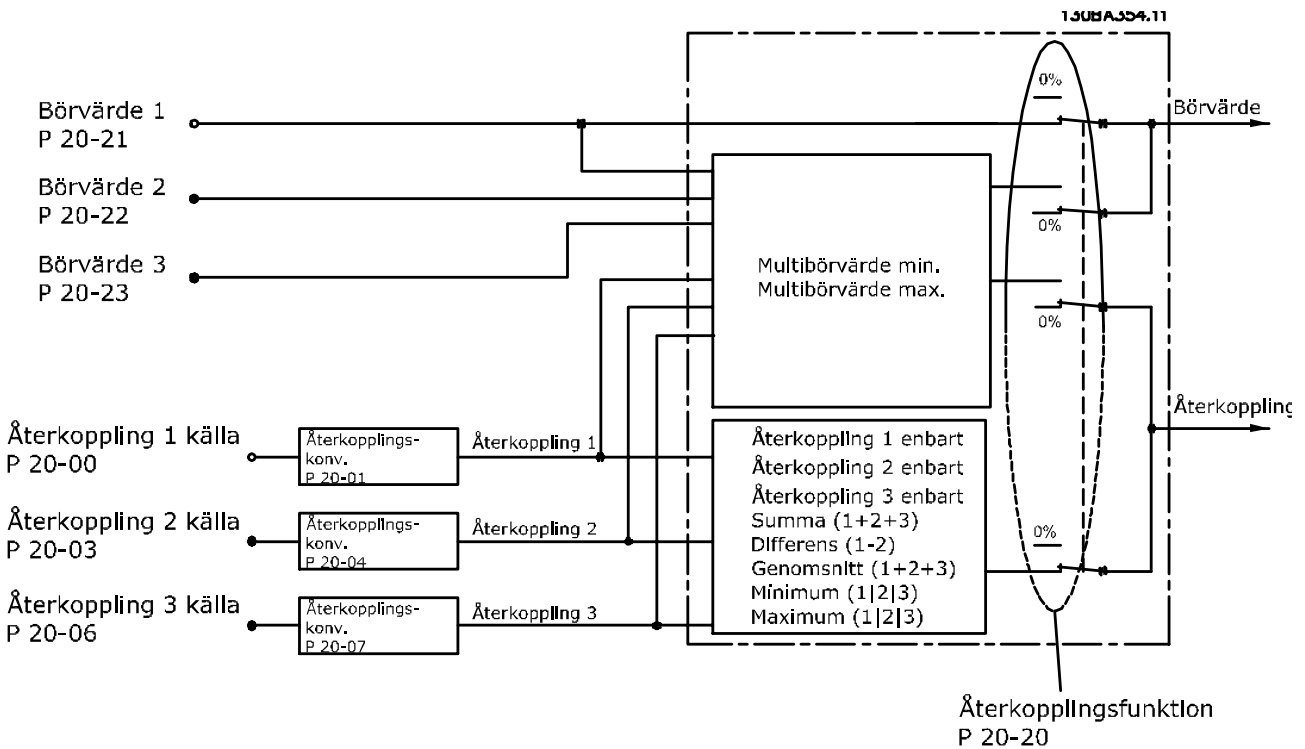 130BA354.11
Börvärde 1
P 20-21
Börvärde 2
P 20-22
Börvärde 3
P 20-23
0%
Börvärde
0%
Multibörvärde min.
Multibörvärde max.
0%
Återkoppling
Återkoppling 1 källa
P 20-00
Återkopplings-
konv.
P 20-01
Återkoppling 1
Återkoppling 2 källa
P 20-03
Återkopplings-
konv.
P 20-04
Återkoppling 2
Återkoppling 3 källa
P 20-06
Återkopplings-
konv.
P 20-07
Återkoppling 3
Återkoppling 1 enbart
Återkoppling 2 enbart
Återkoppling 3 enbart
Summa (1+2+3)
Differens (1-2)
Genomsnitt (1+2+3)
Minimum (1|2|3)
Maximum (1|2|3)
0%
Återkopplingsfunktion
P 20-20